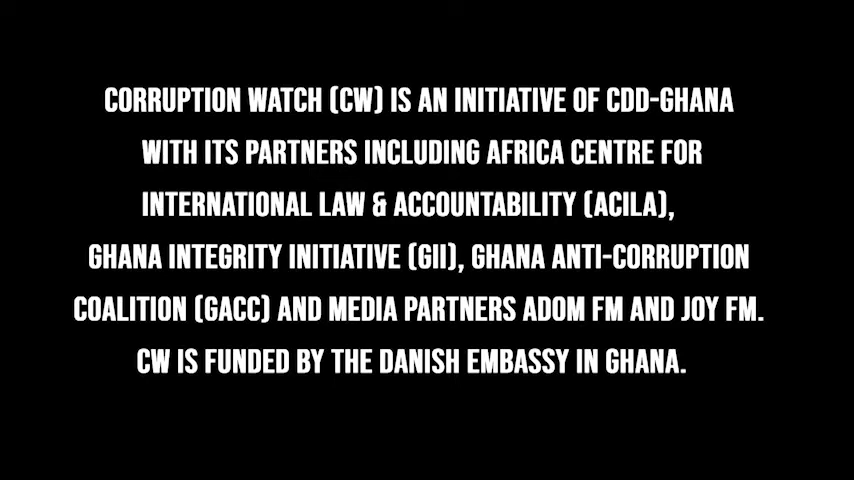 CORRUPTION WATCH (CW) IS AN INITIATIVE OF CDD-GHANA
WITH ITS PARTNERS INCLUDING AFRICA CENTRE FOR
INTERNATIONAL LAW & ACCOUNTABILITY (ACILA),
GHANA INTEGRITY INITIATIVE (GII), GHANA ANTI-CORRUPTION
COALITION (GACC) AND MEDIA PARTNERS ADOM FM AND JOY FM.
CW IS FUNDED BY THE DANISH EMBASSY IN GHANA.